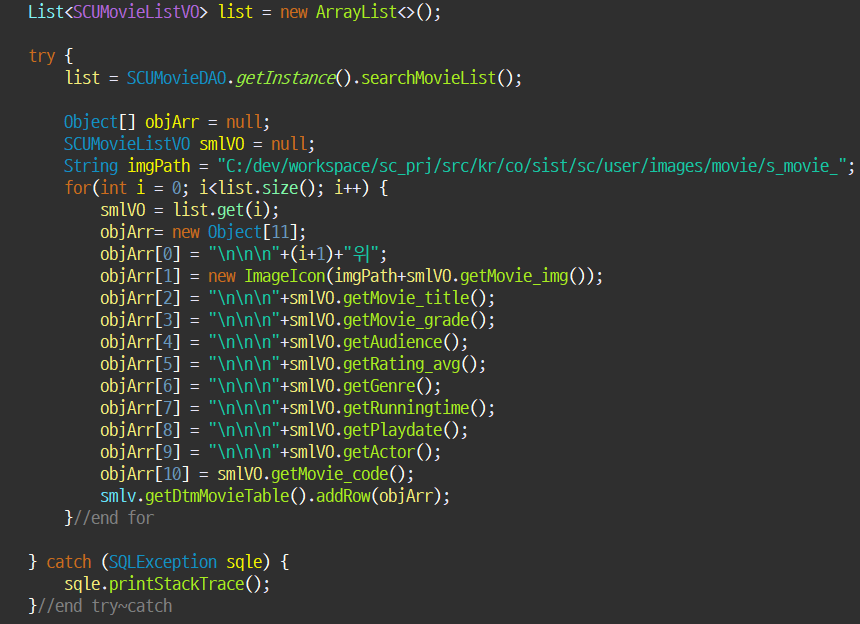 List<SCUMovieListVO> list = new ArrayList<>();
try {
list = SCUMovieDAO.getInstance().searchMovieList();
Object[] objArr = null;
SCUMovieListVO smlVO = null;
String imgPath = "C:/dev/workspace/sc_prj/src/kr/co/sist/sc/user/images/movie/s_movie_";
for(int i = 0; i<list.size(); i++) {
smlVO = list.get(i);
objArr= new Object[11];
objArr[0] = "\n\n\n"+(i+1)+"위";
objArr[1] = new ImageIcon(imgPath+smlVO.getMovie_img());
objArr[2] = "\n\n\n"+smlVO.getMovie_title();
objArr[3] = "\n\n\n"+smlVO.getMovie_grade();
objArr[4] = "\n\n\n"+smlVO.getAudience();
objArr[5] = "\n\n\n"+smlVO.getRating_avg();
objArr[6] = "\n\n\n"+smlVO.getGenre();
objArr[7] = "\n\n\n"+smlVO.getRunningtime();
objArr[8] = "\n\n\n"+smlVO.getPlaydate();
objArr[9] = "\n\n\n"+smlVO.getActor();
objArr[10] = smlVO.getMovie_code();
smlv.getDtmMovieTable().addRow(objArr);
}//end for
} catch (SQLException sqle) {
sqle.printStackTrace();
}//end try~catch